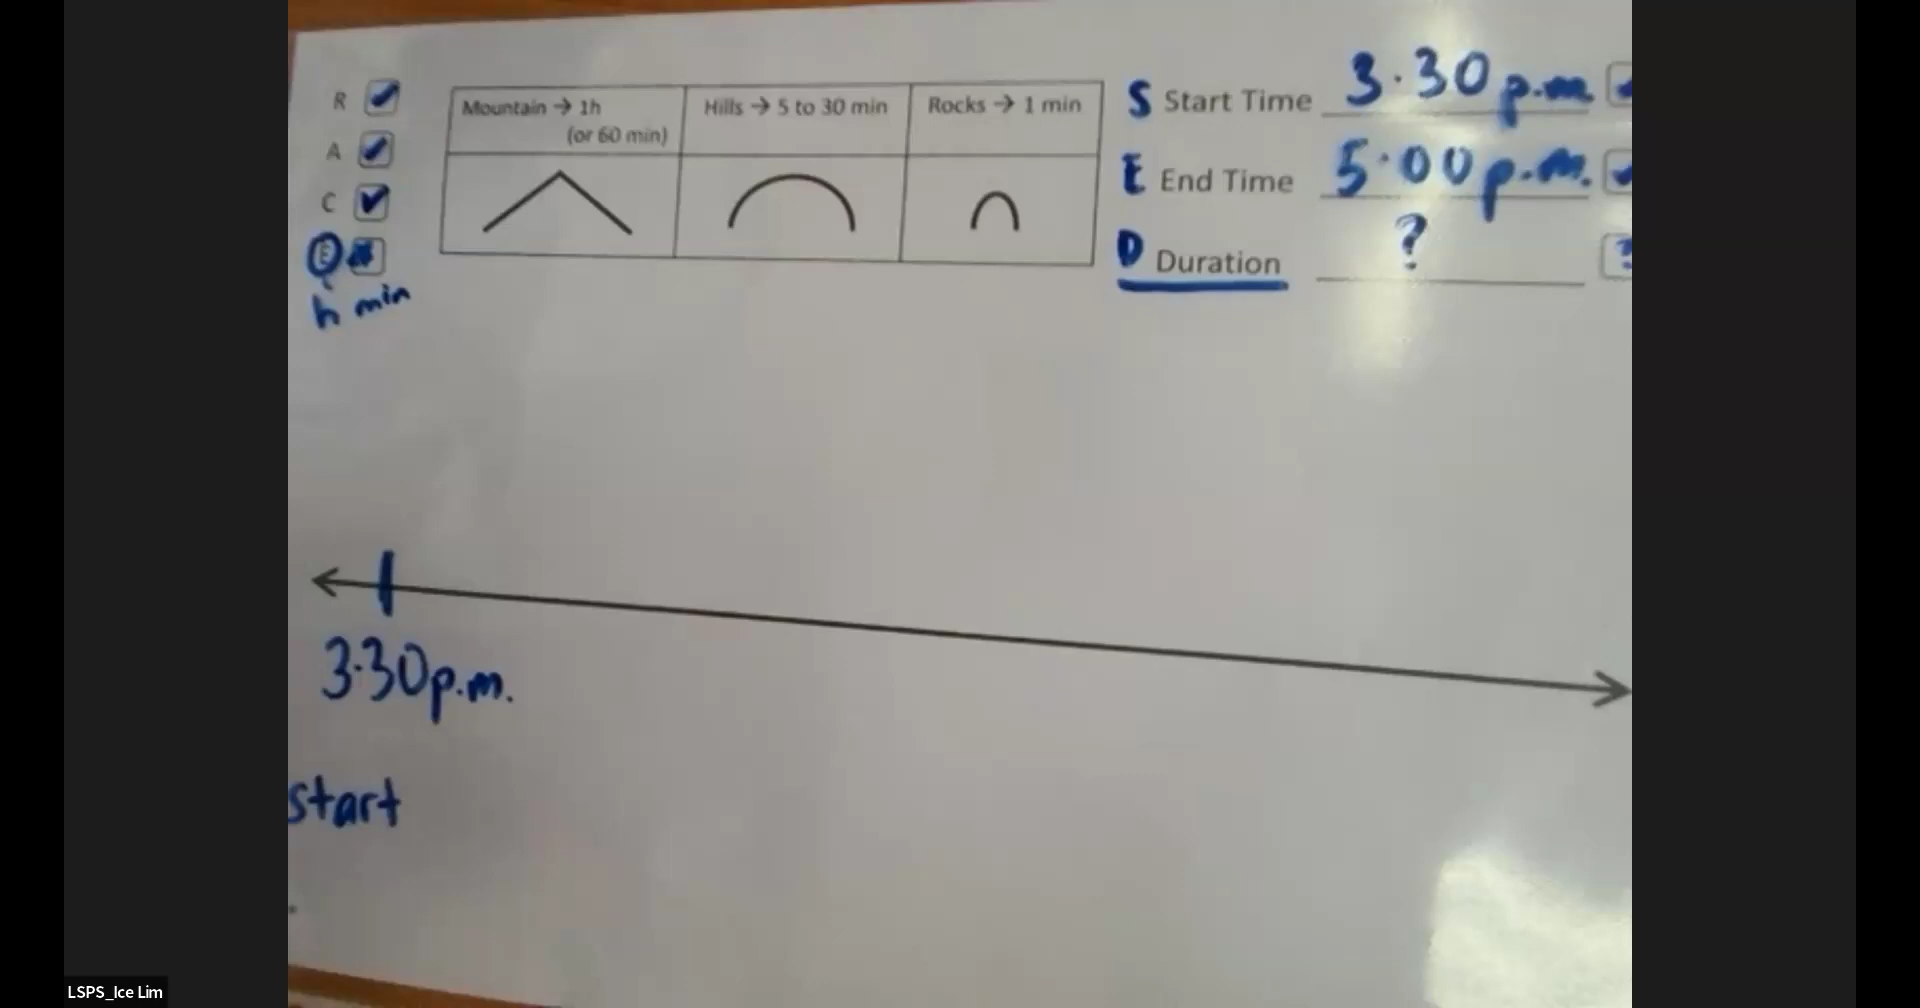 R
A
C
E
h min
Mountain → 1h
(or 60 min)
Hills → 5 to 30 min
Rocks → 1 min
S Start Time 3.30 p.m.
E End Time 5.00 p.m.
D Duration ?
?
3.30 p.m.
start
LSPS_Ice Lim